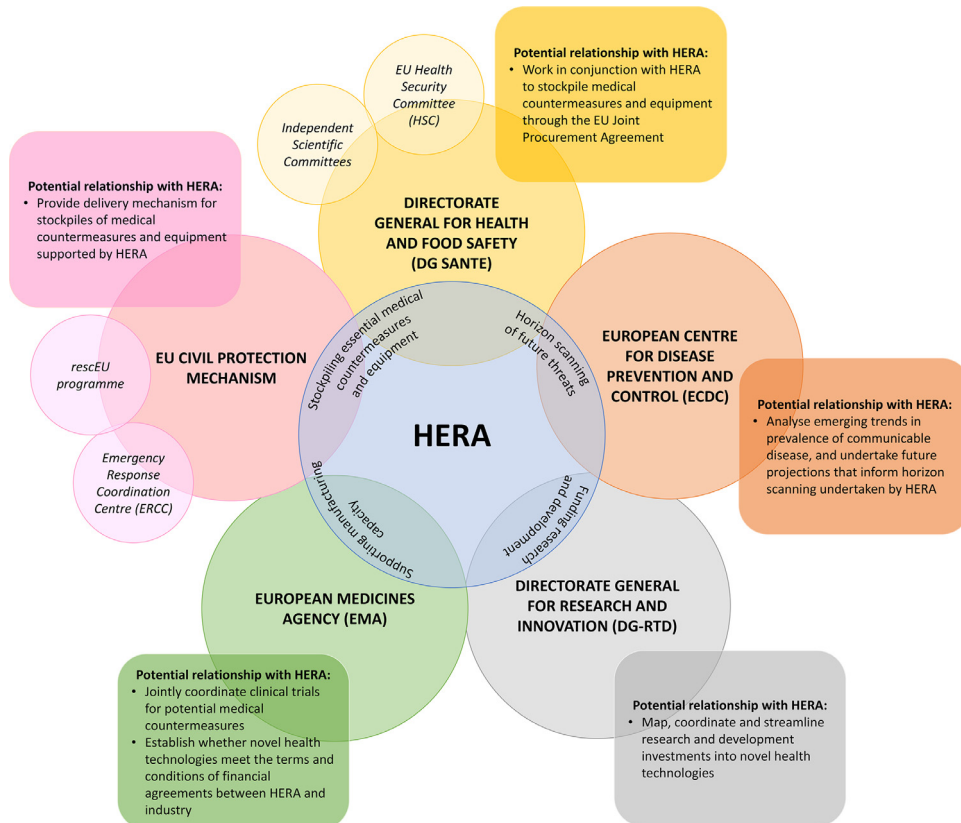 EU Health
Security
Committee
(HSC)
Independent
Scientific
Committees
Potential relationship with HERA:
• Work in conjunction with HERA
to stockpile medical
countermeasures and equipment
through the EU Joint
Procurement Agreement
Potential relationship with HERA:
• Provide delivery mechanism for
stockpiles of medical
countermeasures and equipment
supported by HERA
DIRECTORATE
GENERAL FOR HEALTH
AND FOOD SAFETY
(DG SANTE)
rescEU
programme
EU CIVIL PROTECTION
MECHANISM
Emergency
Response
Coordination
Centre (ERCC)
Stockpiling essential medical
countermeasures
and equipment
Horizon scanning
of future threats
EUROPEAN CENTRE
FOR DISEASE
PREVENTION AND
CONTROL (ECDC)
Potential relationship with HERA:
• Analyse emerging trends in
prevalence of communicable
disease, and undertake future
projections that inform horizon
scanning undertaken by HERA
HERA
Supporting manufacturing
capacity
Funding research
and development
EUROPEAN MEDICINES
AGENCY (EMA)
DIRECTORATE GENERAL
FOR RESEARCH AND
INNOVATION (DG-RTD)
Potential relationship with HERA:
• Jointly coordinate clinical trials
for potential medical
countermeasures
• Establish whether novel health
technologies meet the terms and
conditions of financial
agreements between HERA and
industry
Potential relationship with HERA:
• Map, coordinate and streamline
research and development
investments into novel health
technologies